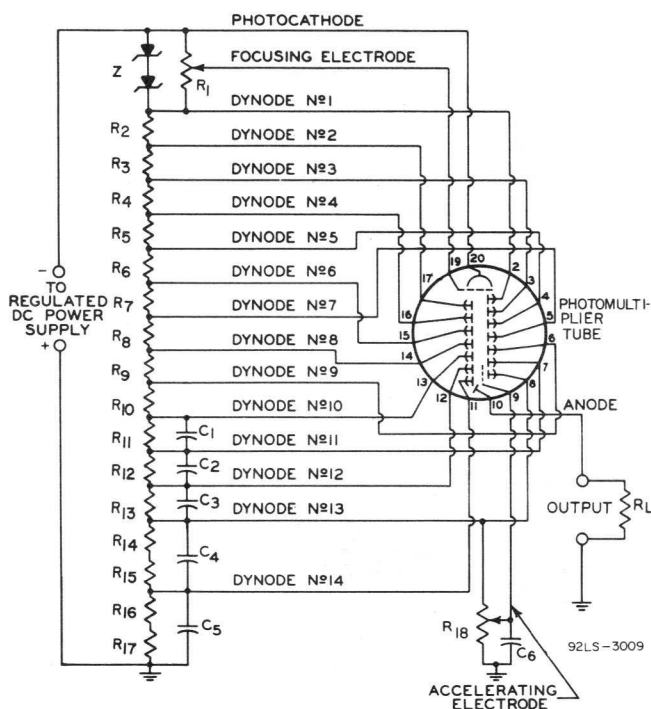 PHOTOCATHODE
FOCUSING ELECTRODE
Z
R1
DYNODE Nº1
R2
DYNODE Nº2
R3
DYNODE Nº3
R4
DYNODE Nº4
R5
DYNODE Nº5
R6
DYNODE Nº6
R7
DYNODE Nº7
R8
DYNODE Nº8
R9
DYNODE Nº9
R10
DYNODE Nº10
R11
C1
DYNODE Nº11
R12
C2
DYNODE Nº12
R13
C3
DYNODE Nº13
R14
C4
R15
DYNODE Nº14
R16
C5
R17
-
TO
REGULATED
DC POWER
SUPPLY
+
19
20
2
3
4
5
6
7
8
9
10
11
12
13
14
15
16
17
PHOTOMULTI-
PLIER
TUBE
ANODE
OUTPUT
RL
R18
C6
92LS-3009
ACCELERATING
ELECTRODE